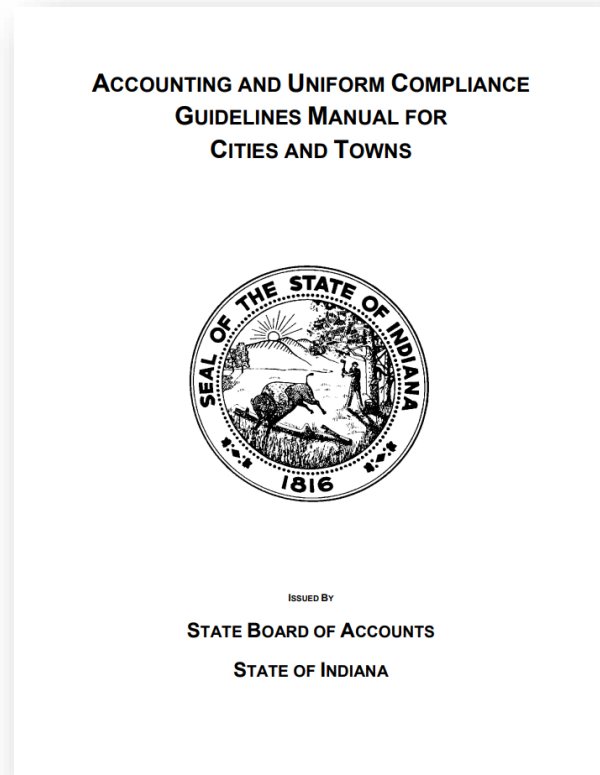 ACCOUNTING AND UNIFORM COMPLIANCE
GUIDELINES MANUAL FOR
CITIES AND TOWNS
SEAL OF THE STATE OF INDIANA
1816
ISSUED BY
STATE BOARD OF ACCOUNTS
STATE OF INDIANA